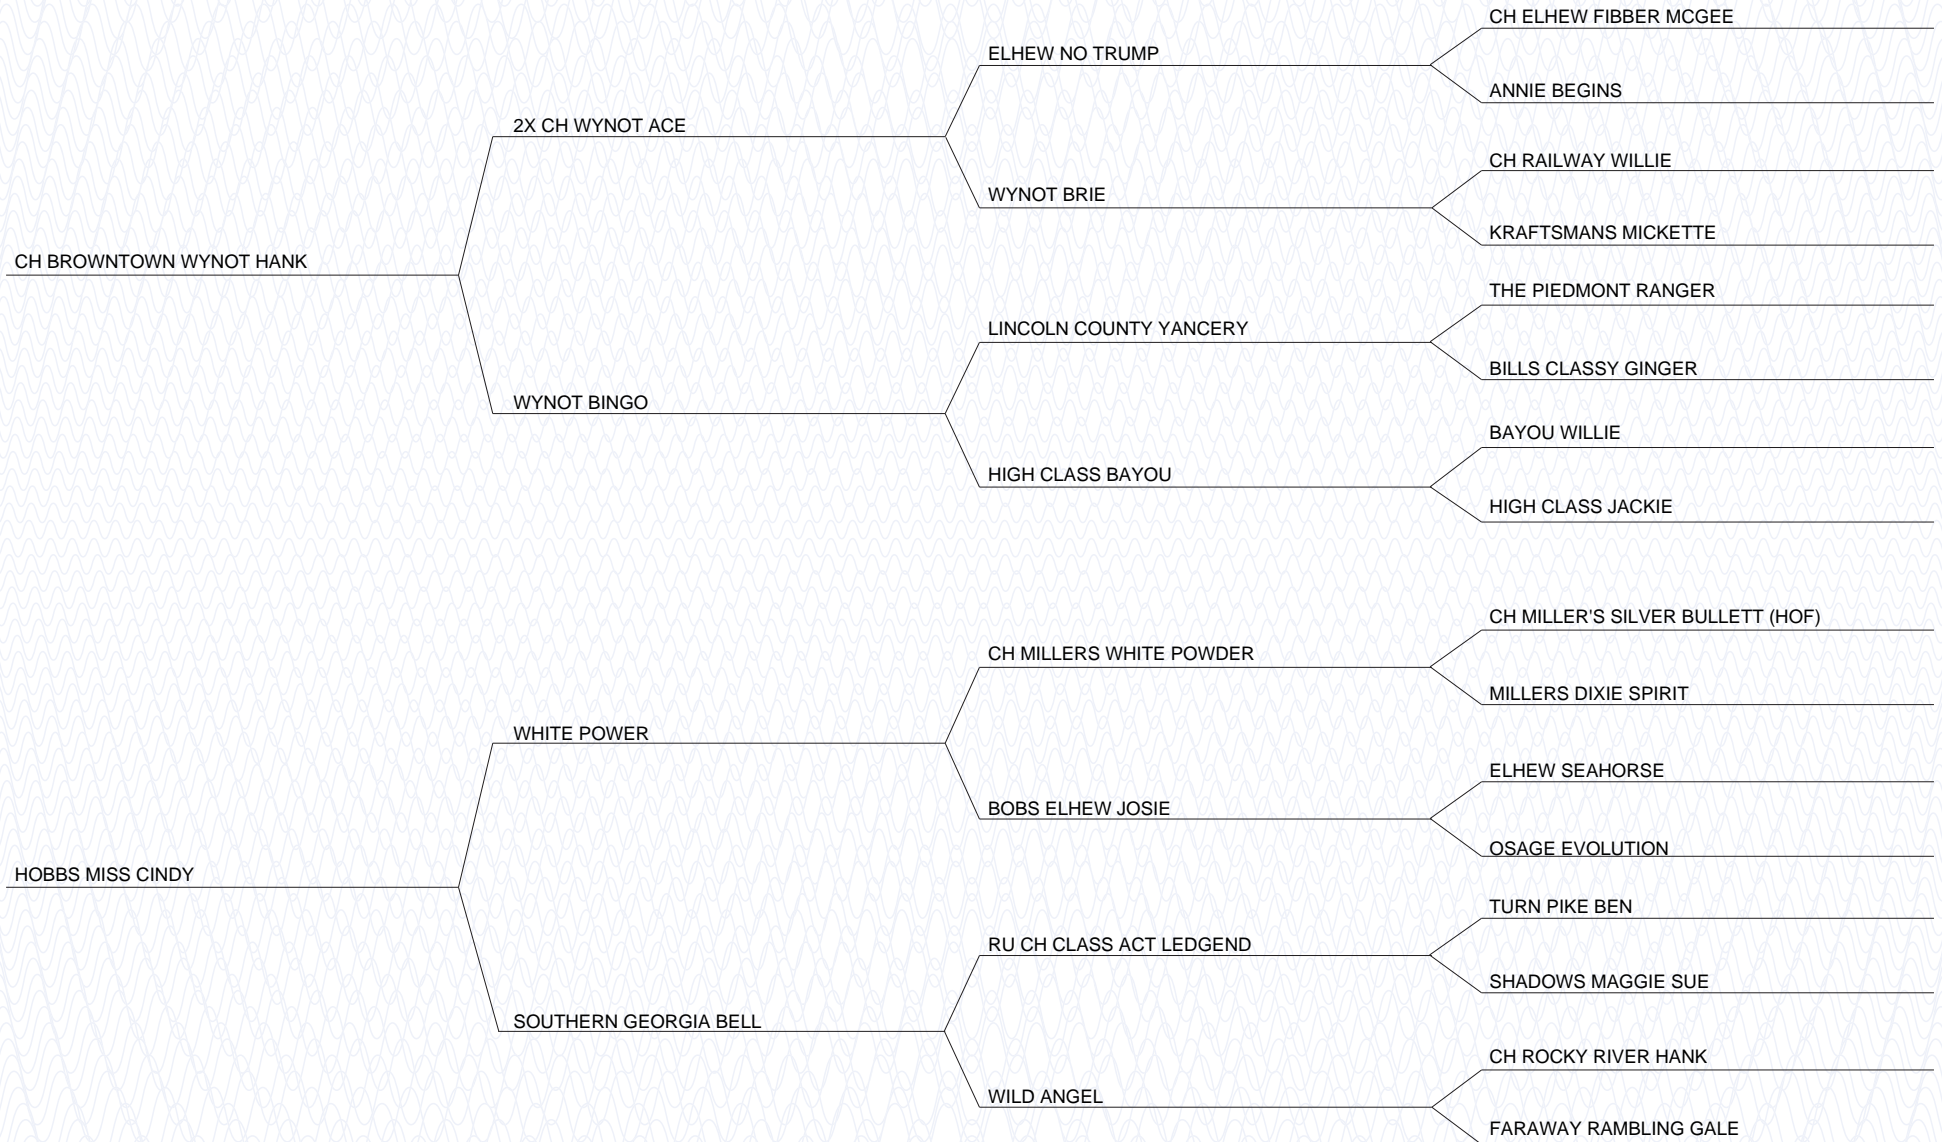 CH ELHEW FIBBER MCGEE
ELHEW NO TRUMP
ANNIE BEGINS
2X CH WYNOT ACE
CH RAILWAY WILLIE
WYNOT BRIE
KRAFTSMANS MICKETTE
CH BROWNTOWN WYNOT HANK
THE PIEDMONT RANGER
LINCOLN COUNTY YANCERY
BILLS CLASSY GINGER
WYNOT BINGO
BAYOU WILLIE
HIGH CLASS BAYOU
HIGH CLASS JACKIE
CH MILLER'S SILVER BULLETT (HOF)
CH MILLERS WHITE POWDER
MILLERS DIXIE SPIRIT
WHITE POWER
ELHEW SEAHORSE
BOBS ELHEW JOSIE
OSAGE EVOLUTION
HOBBS MISS CINDY
TURN PIKE BEN
RU CH CLASS ACT LEDGEND
SHADOWS MAGGIE SUE
SOUTHERN GEORGIA BELL
CH ROCKY RIVER HANK
WILD ANGEL
FARAWAY RAMBLING GALE